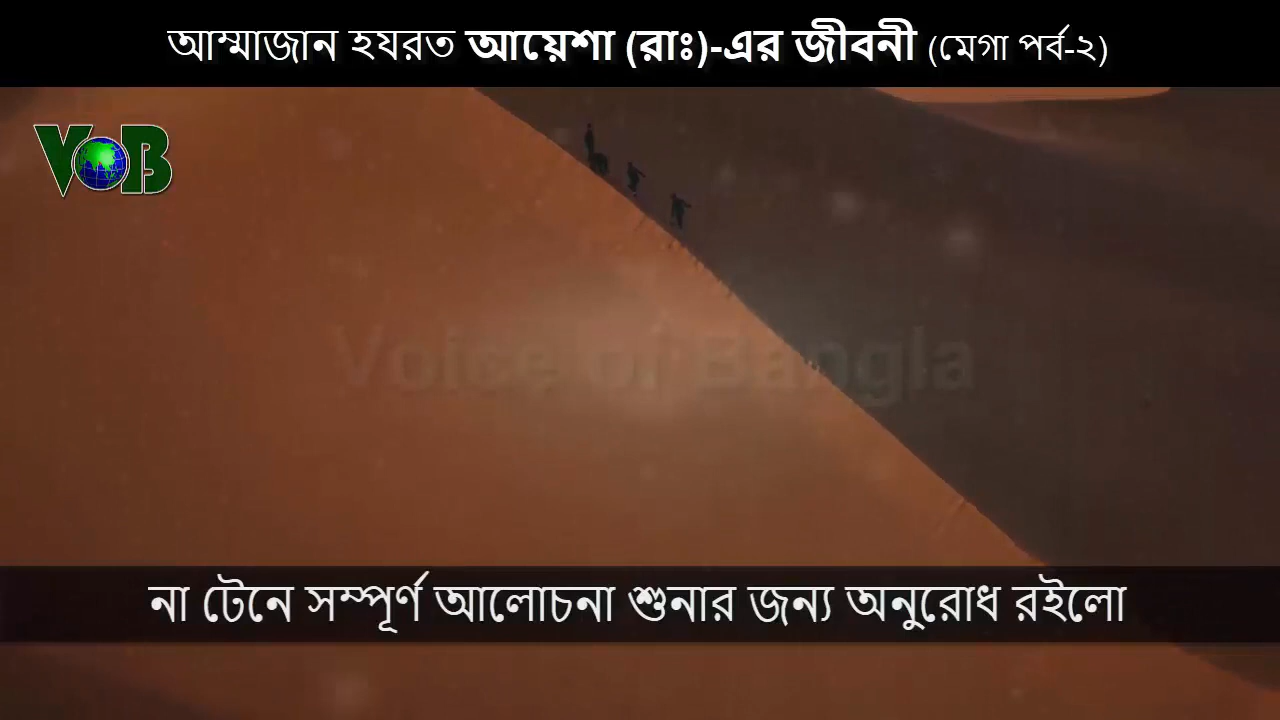 আম্মাজান হযরত আয়েশা (রাঃ)-এর জীবনী (মেগা পর্ব-২)
VOB
Voice of Bangla
না টেনে সম্পূর্ণ আলোচনা শুনার জন্য অনুরোধ রইলো